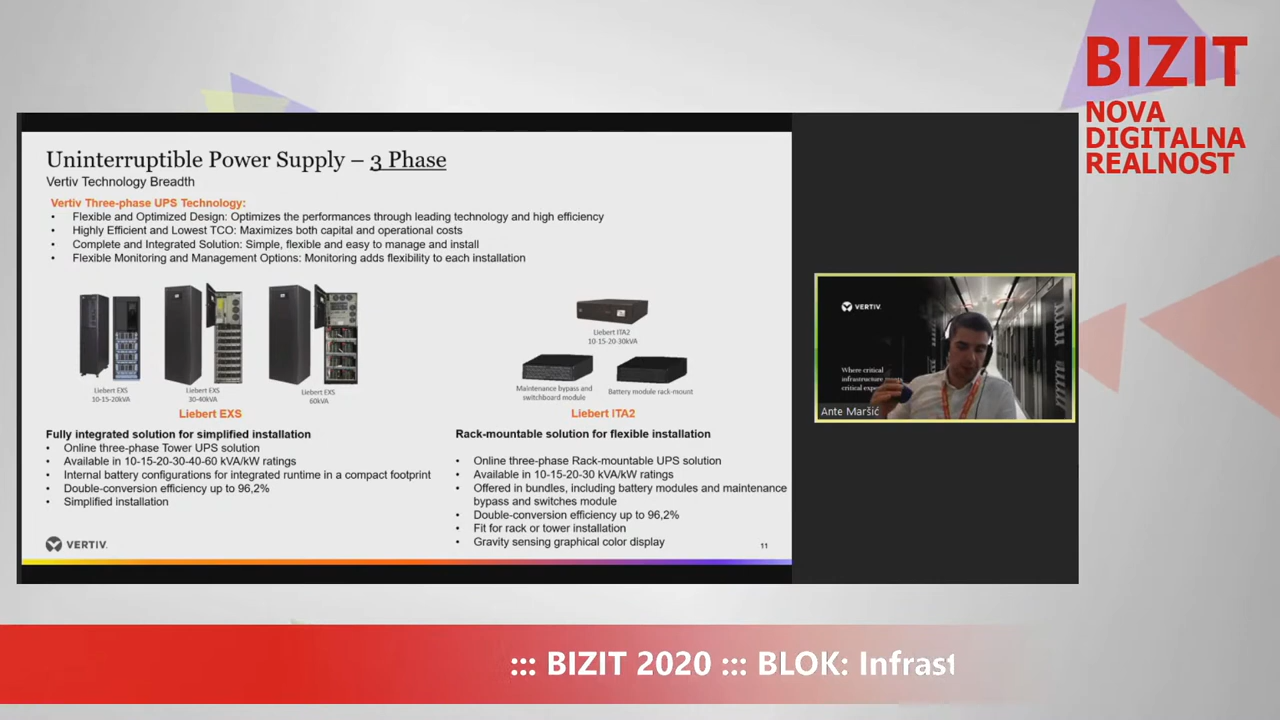 BIZIT
NOVA
DIGITALNA
REALNOST
Uninterruptible Power Supply – 3 Phase
Vertiv Technology Breadth
Vertiv Three-phase UPS Technology:
• Flexible and Optimized Design: Optimizes the performances through leading technology and high efficiency
• Highly Efficient and Lowest TCO: Maximizes both capital and operational costs
• Complete and Integrated Solution: Simple, flexible and easy to manage and install
• Flexible Monitoring and Management Options: Monitoring adds flexibility to each installation
Liebert EXS
10-15-20kVA
Liebert EXS
30-40kVA
Liebert EXS
60kVA
Liebert EXS
Fully integrated solution for simplified installation
• Online three-phase Tower UPS solution
• Available in 10-15-20-30-40-60 kVA/kW ratings
• Internal battery configurations for integrated runtime in a compact footprint
• Double-conversion efficiency up to 96,2%
• Simplified installation
Liebert ITA2
10-15-20-30kVA
Maintenance bypass and
switchboard module
Battery module rack-mount
Liebert ITA2
Rack-mountable solution for flexible installation
• Online three-phase Rack-mountable UPS solution
• Available in 10-15-20-30 kVA/kW ratings
• Offered in bundles, including battery modules and maintenance
bypass and switches module
• Double-conversion efficiency up to 96,2%
• Fit for rack or tower installation
• Gravity sensing graphical color display
VERTIV.
11
VERTIV.
Where critical
infrastructure meets
critical
Ante Maršić
::: BIZIT 2020 ::: BLOK: Infrast